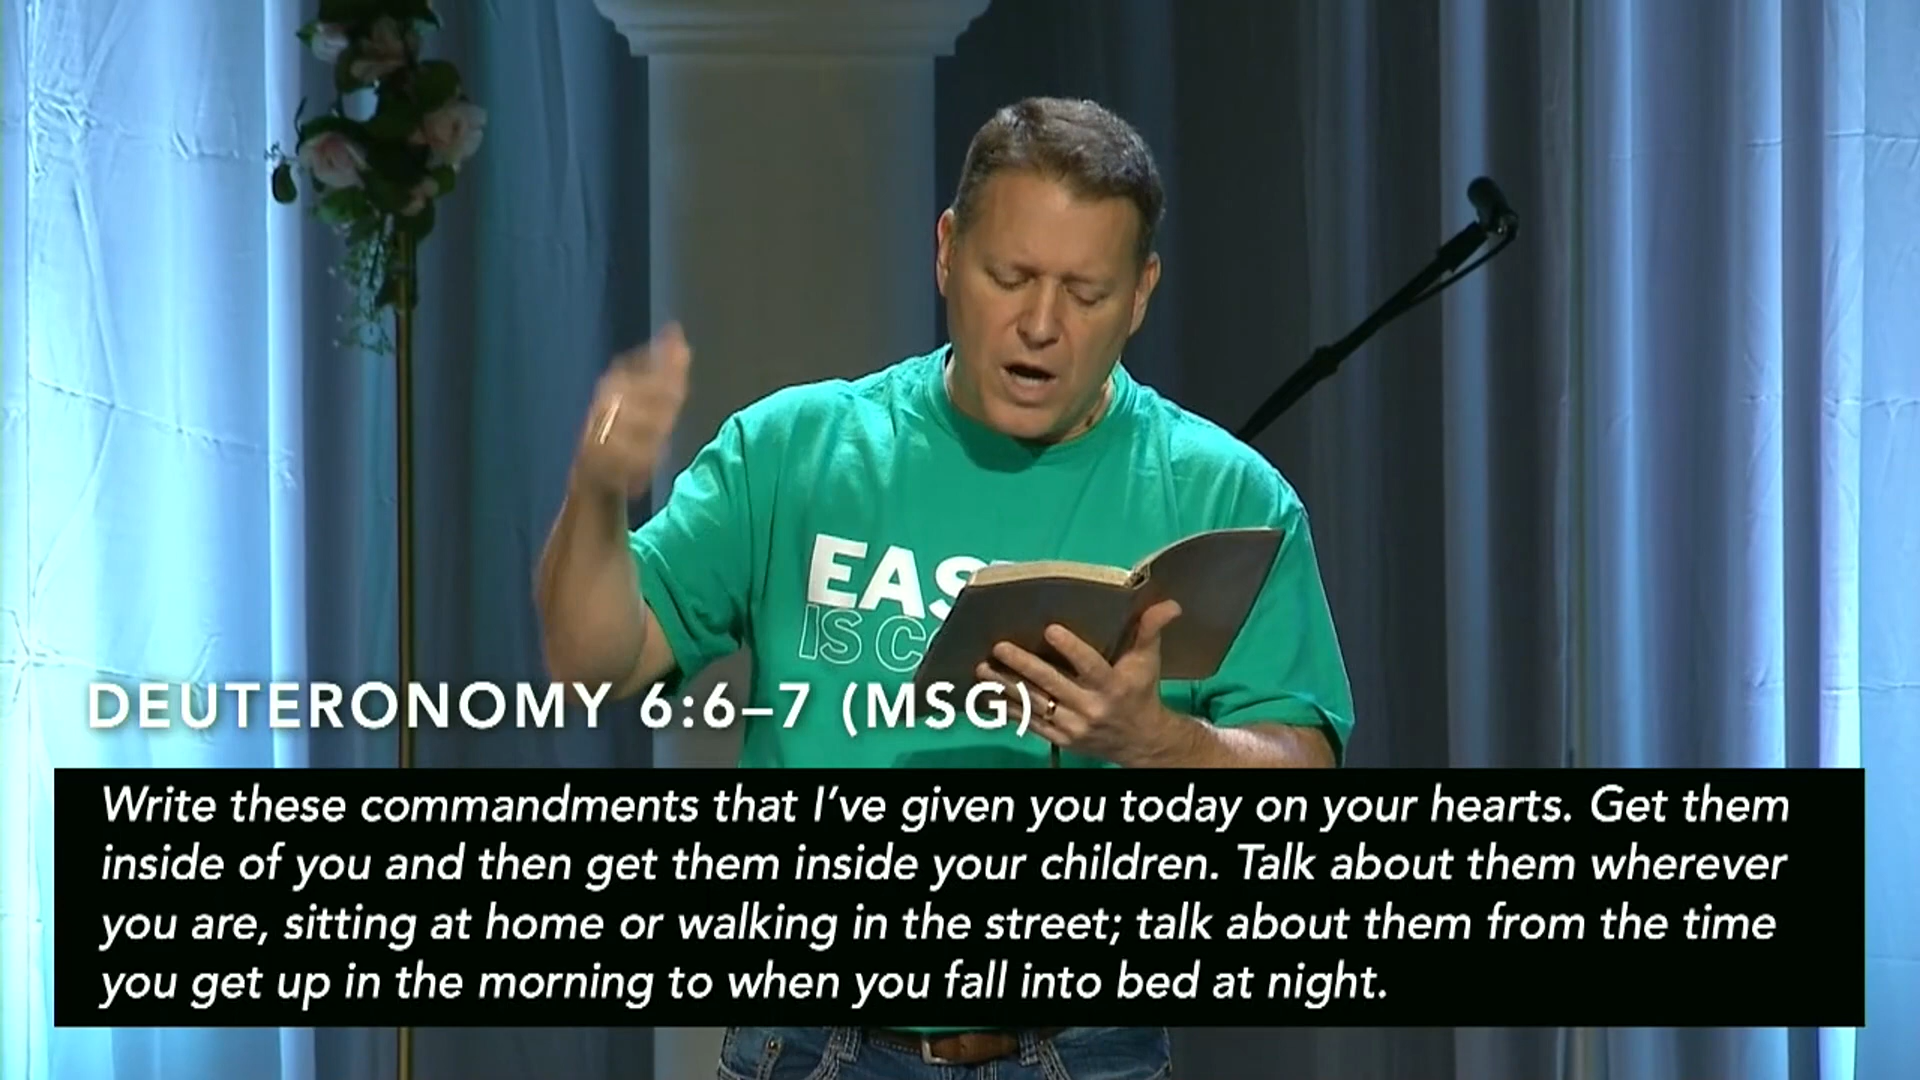 EAS
IS C
DEUTERONOMY 6:6–7 (MSG)
Write these commandments that I’ve given you today on your hearts. Get them
inside of you and then get them inside your children. Talk about them wherever
you are, sitting at home or walking in the street; talk about them from the time
you get up in the morning to when you fall into bed at night.